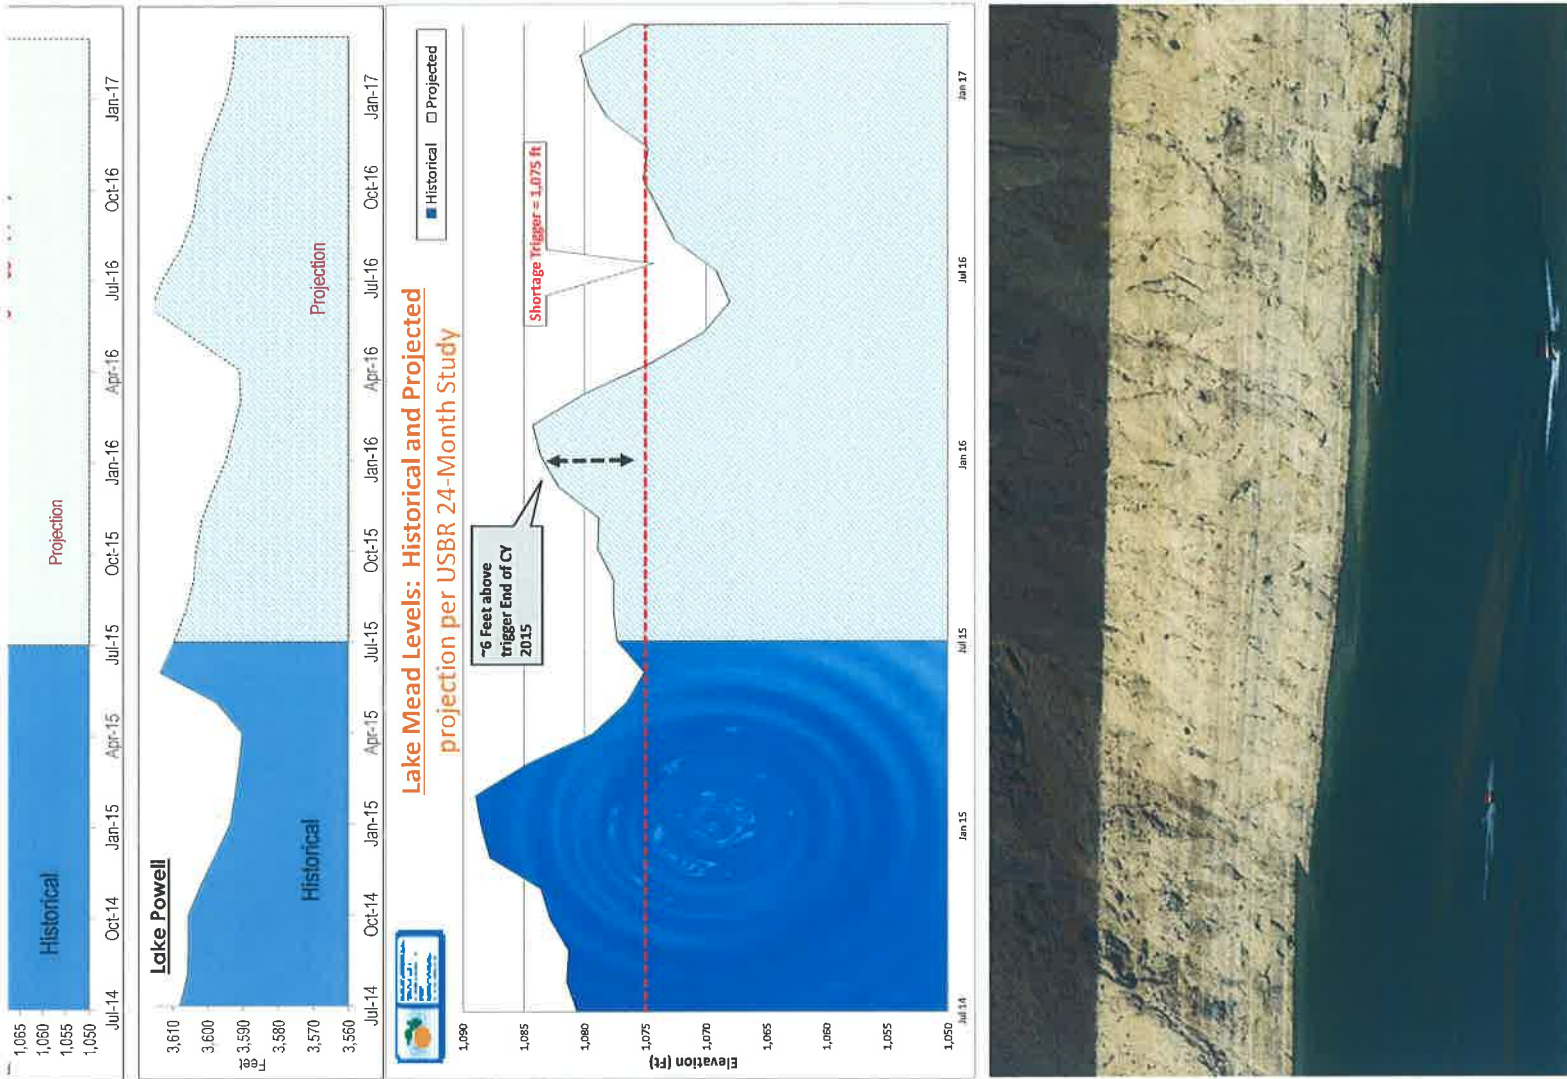 1,065
1,060
1,055
1,050
Historical
Projection
Jul-14
Oct-14
Jan-15
Apr-15
Jul-15
Oct-15
Jan-16
Apr-16
Jul-16
Oct-16
Jan-17
Lake Powell
Feet
3,610
3,600
3,590
3,580
3,570
3,560
Historical
Projection
Jul-14
Oct-14
Jan-15
Apr-15
Jul-15
Oct-15
Jan-16
Apr-16
Jul-16
Oct-16
Jan-17
Lake Mead Levels: Historical and Projected
projection per USBR 24-Month Study
Historical Projected
Elevation (Ft)
1,090
1,085
1,080
1,075
1,070
1,065
1,060
1,055
1,050
~6 Feet above
trigger End of CY
2015
Shortage Trigger = 1,075 ft
Jul 14
Jan 15
Jul 15
Jan 16
Jul 16
Jan 17